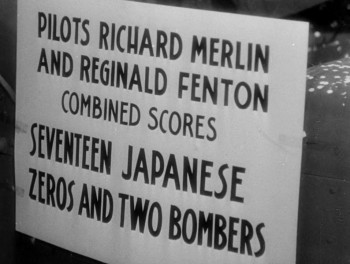 PILOTS RICHARD MERLIN
AND REGINALD FENTON
COMBINED SCORES
SEVENTEEN JAPANESE
ZEROS AND TWO BOMBERS